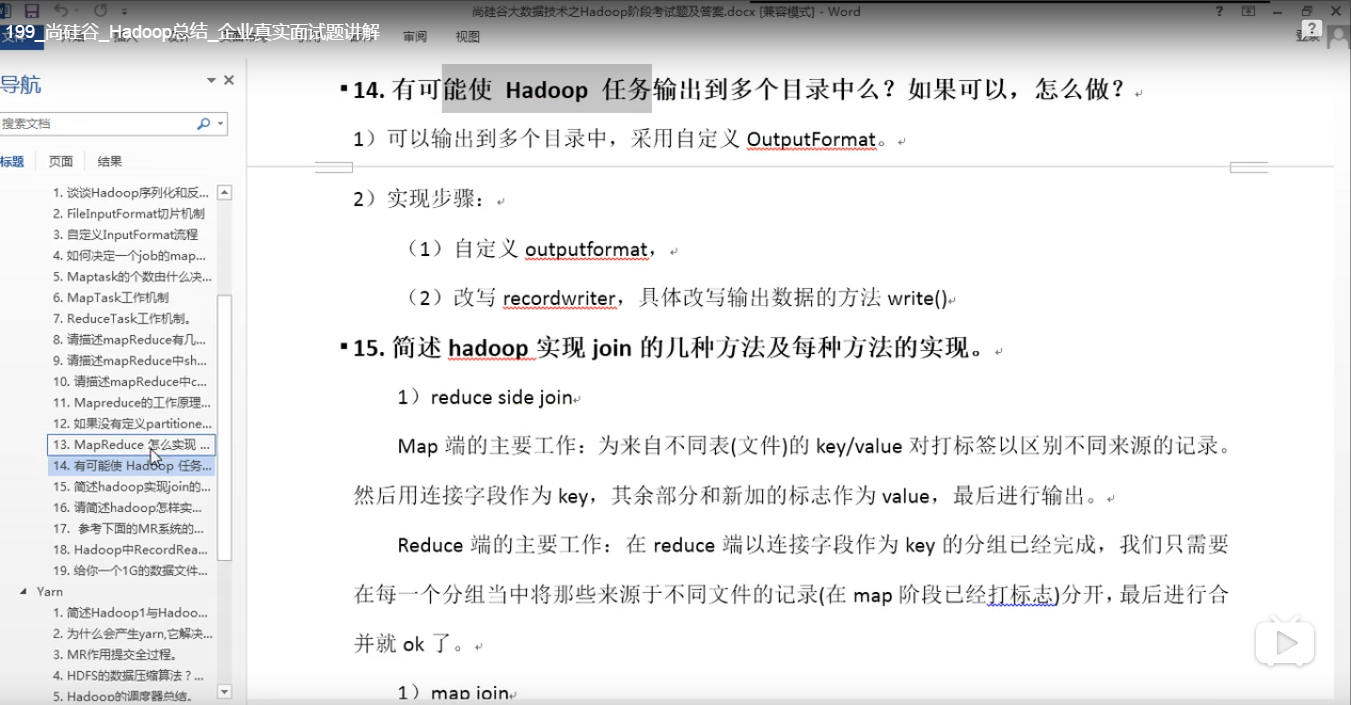 尚硅谷大数据技术之Hadoop阶段考试题及答案.docx [兼容模式] - Word
199_尚硅谷_Hadoop总结_企业真实面试题讲解
审阅
视图
导航
搜索文档
标题 页面 结果
1. 谈谈Hadoop序列化和反...
2. FileInputFormat切片机制
3. 自定义InputFormat流程
4. 如何决定一个job的map...
5. Maptask的个数由什么决...
6. MapTask工作机制
7. ReduceTask工作机制。
8. 请描述mapReduce有几...
9. 请描述mapReduce中sh...
10. 请描述mapReduce中c...
11. Mapreduce的工作原理...
12. 如果没有定义partitione...
13. MapReduce 怎么实现 ...
14. 有可能使 Hadoop 任务...
15. 简述hadoop实现join的...
16. 请简述hadoop怎样实...
17. 参考下面的MR系统的...
18. Hadoop中RecordRea...
19. 给你一个1G的数据文件...
Yarn
1. 简述Hadoop1与Hadoo...
2. 为什么会产生yarn,它解决...
3. MR作用提交全过程。
4. HDFS的数据压缩算法？...
5. Hadoop的调度器总结。
14. 有可能使 Hadoop 任务输出到多个目录中么？如果可以，怎么做？
1）可以输出到多个目录中，采用自定义 OutputFormat。
2）实现步骤：
（1）自定义 outputformat，
（2）改写 recordwriter，具体改写输出数据的方法 write()
15. 简述 hadoop 实现 join 的几种方法及每种方法的实现。
1）reduce side join
Map 端的主要工作：为来自不同表(文件)的 key/value 对打标签以区别不同来源的记录。
然后用连接字段作为 key，其余部分和新加的标志作为 value，最后进行输出。
Reduce 端的主要工作：在 reduce 端以连接字段作为 key 的分组已经完成，我们只需要
在每一个分组当中将那些来源于不同文件的记录(在 map 阶段已经打标志)分开，最后进行合
并就 ok 了。
1）map join